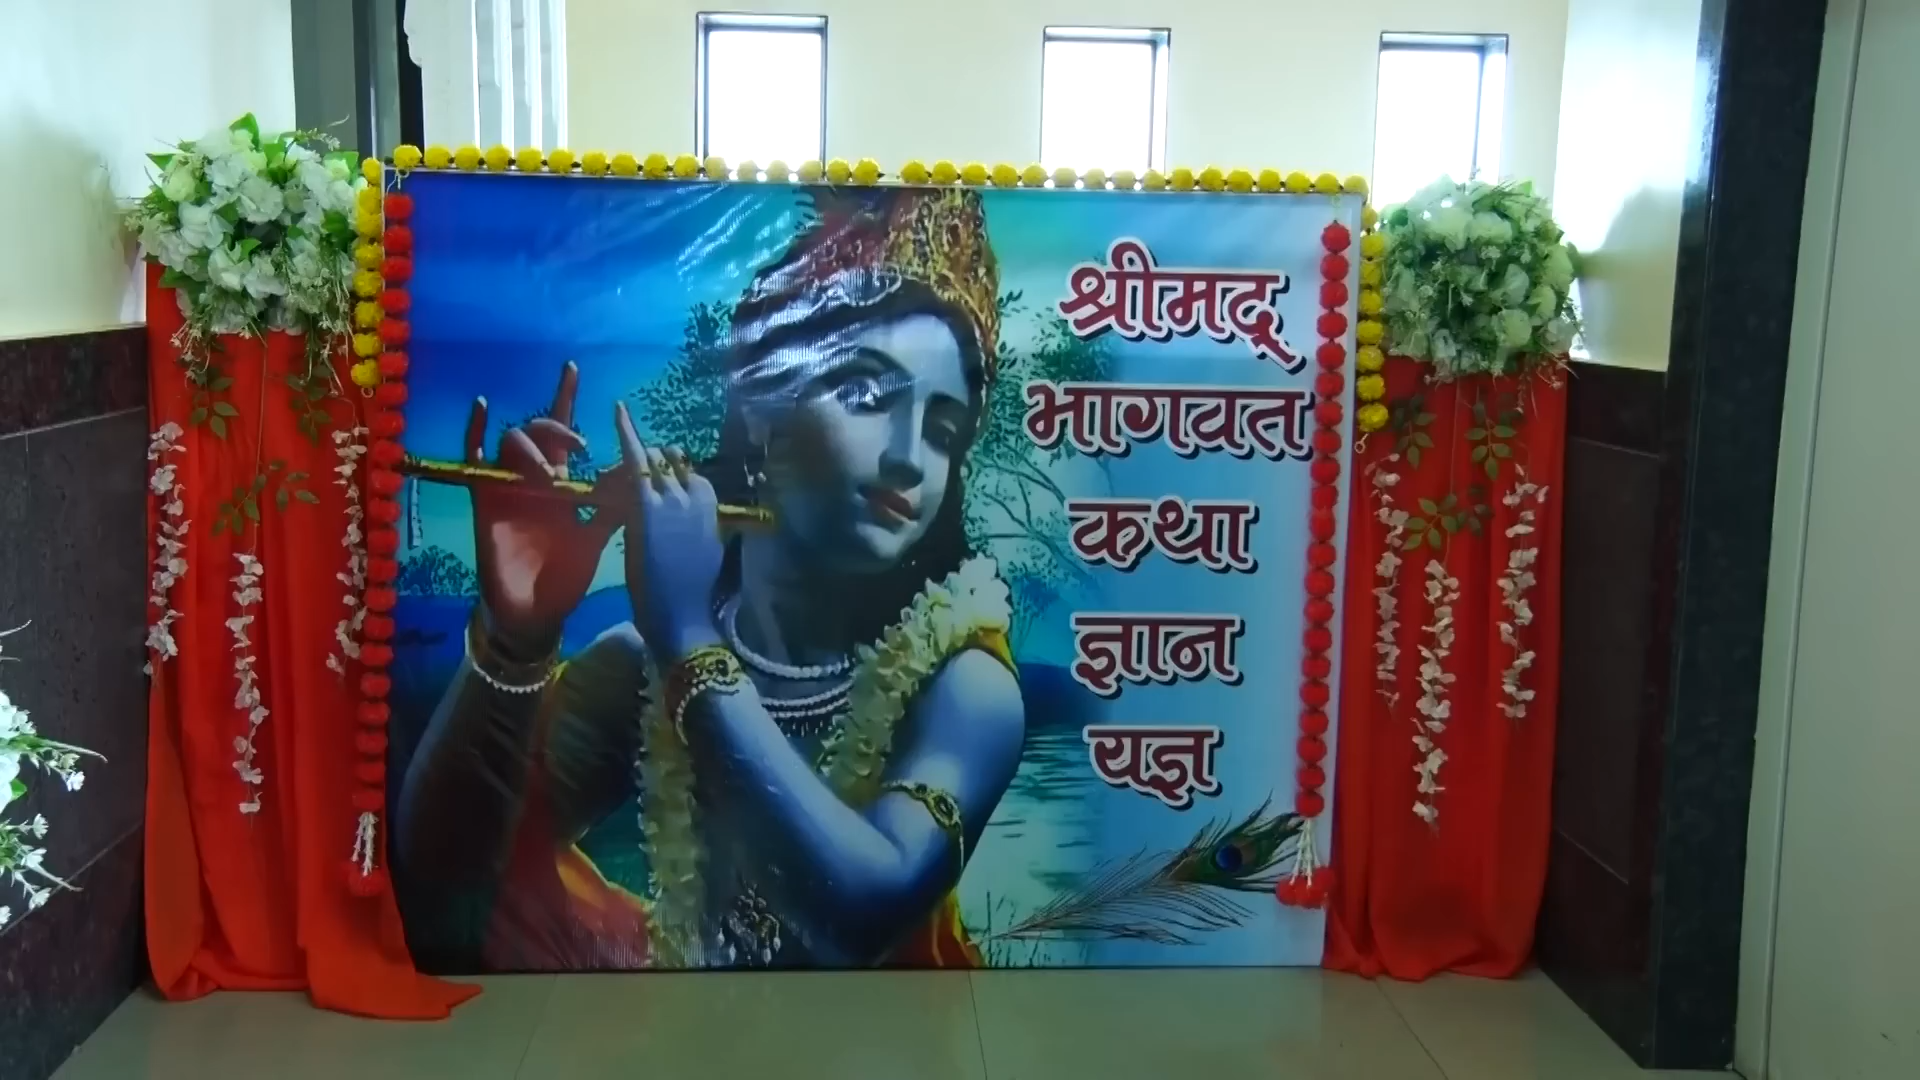 श्रीमद्
भागवत
कथा
ज्ञान
यज्ञ